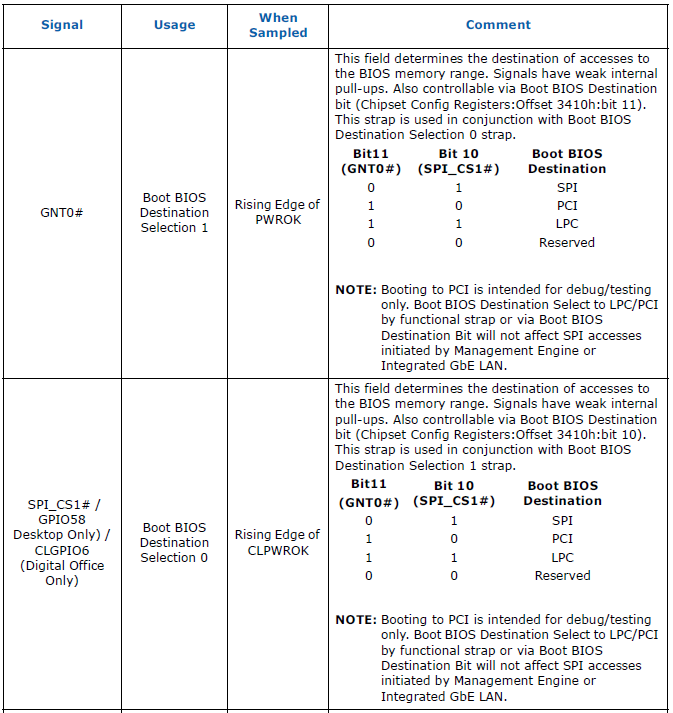 Signal Usage When Sampled Comment
GNT0#
Boot BIOS
Destination
Selection 1
Rising Edge of
PWROK
This field determines the destination of accesses to
the BIOS memory range. Signals have weak internal
pull-ups. Also controllable via Boot BIOS Destination
bit (Chipset Config Registers:Offset 3410h:bit 11).
This strap is used in conjunction with Boot BIOS
Destination Selection 0 strap.
Bit11 Bit 10 Boot BIOS
(GNT0#) (SPI_CS1#) Destination
0 1 SPI
1 0 PCI
1 1 LPC
0 0 Reserved
NOTE: Booting to PCI is intended for debug/testing
only. Boot BIOS Destination Select to LPC/PCI
by functional strap or via Boot BIOS
Destination Bit will not affect SPI accesses
initiated by Management Engine or
Integrated GbE LAN.
SPI_CS1# /
GPIO58
Desktop Only) /
CLGPIO6
(Digital Office
Only)
Boot BIOS
Destination
Selection 0
Rising Edge of
CLPWROK
This field determines the destination of accesses to
the BIOS memory range. Signals have weak internal
pull-ups. Also controllable via Boot BIOS Destination
bit (Chipset Config Registers:Offset 3410h:bit 10).
This strap is used in conjunction with Boot BIOS
Destination Selection 1 strap.
Bit11 Bit 10 Boot BIOS
(GNT0#) (SPI_CS1#) Destination
0 1 SPI
1 0 PCI
1 1 LPC
0 0 Reserved
NOTE: Booting to PCI is intended for debug/testing
only. Boot BIOS Destination Select to LPC/PCI
by functional strap or via Boot BIOS
Destination Bit will not affect SPI accesses
initiated by Management Engine or
Integrated GbE LAN.